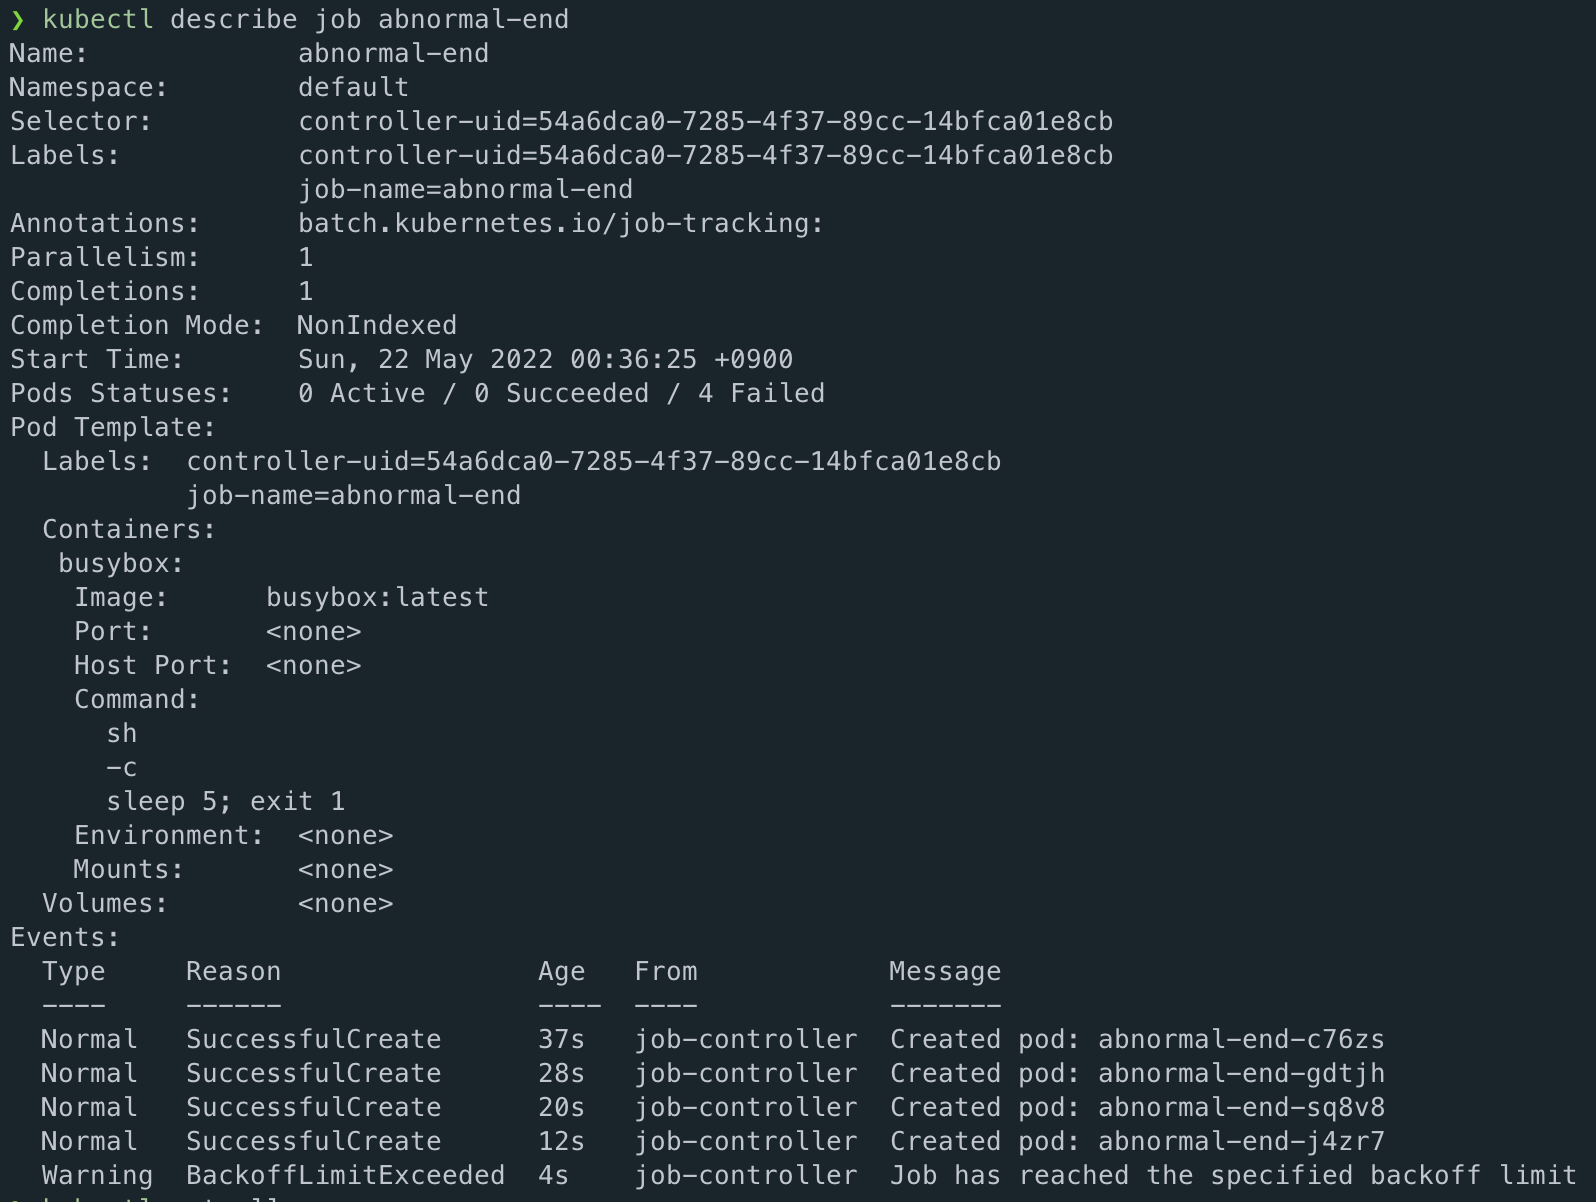 ❯ kubectl describe job abnormal-end
Name:             abnormal-end
Namespace:        default
Selector:         controller-uid=54a6dca0-7285-4f37-89cc-14bfca01e8cb
Labels:           controller-uid=54a6dca0-7285-4f37-89cc-14bfca01e8cb
                  job-name=abnormal-end
Annotations:      batch.kubernetes.io/job-tracking:
Parallelism:      1
Completions:      1
Completion Mode:  NonIndexed
Start Time:       Sun, 22 May 2022 00:36:25 +0900
Pods Statuses:    0 Active / 0 Succeeded / 4 Failed
Pod Template:
  Labels:  controller-uid=54a6dca0-7285-4f37-89cc-14bfca01e8cb
           job-name=abnormal-end
  Containers:
   busybox:
    Image:      busybox:latest
    Port:       <none>
    Host Port:  <none>
    Command:
      sh
      -c
      sleep 5; exit 1
    Environment:  <none>
    Mounts:       <none>
  Volumes:        <none>
Events:
  Type     Reason                Age   From            Message
  ----     ------                ----  ----            -------
  Normal   SuccessfulCreate      37s   job-controller  Created pod: abnormal-end-c76zs
  Normal   SuccessfulCreate      28s   job-controller  Created pod: abnormal-end-gdtjh
  Normal   SuccessfulCreate      20s   job-controller  Created pod: abnormal-end-sq8v8
  Normal   SuccessfulCreate      12s   job-controller  Created pod: abnormal-end-j4zr7
  Warning  BackoffLimitExceeded  4s    job-controller  Job has reached the specified backoff limit